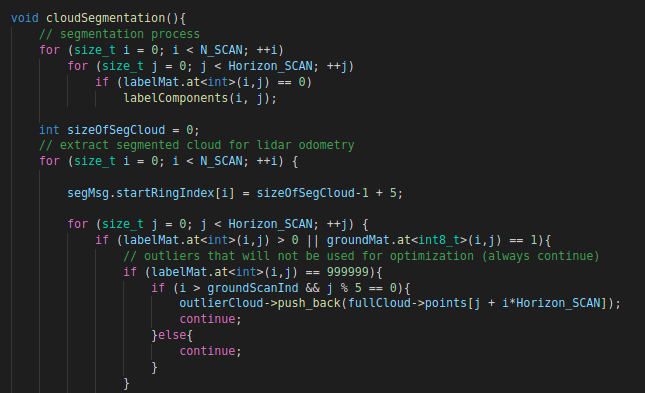 void cloudSegmentation(){
// segmentation process
for (size_t i = 0; i < N_SCAN; ++i)
for (size_t j = 0; j < Horizon_SCAN; ++j)
if (labelMat.at<int>(i,j) == 0)
labelComponents(i, j);
int sizeOfSegCloud = 0;
// extract segmented cloud for lidar odometry
for (size_t i = 0; i < N_SCAN; ++i) {
segMsg.startRingIndex[i] = sizeOfSegCloud-1 + 5;
for (size_t j = 0; j < Horizon_SCAN; ++j) {
if (labelMat.at<int>(i,j) > 0 || groundMat.at<int8_t>(i,j) == 1){
// outliers that will not be used for optimization (always continue)
if (labelMat.at<int>(i,j) == 999999){
if (i > groundScanInd && j % 5 == 0){
outlierCloud->push_back(fullCloud->points[j + i*Horizon_SCAN]);
continue;
}else{
continue;
}
}